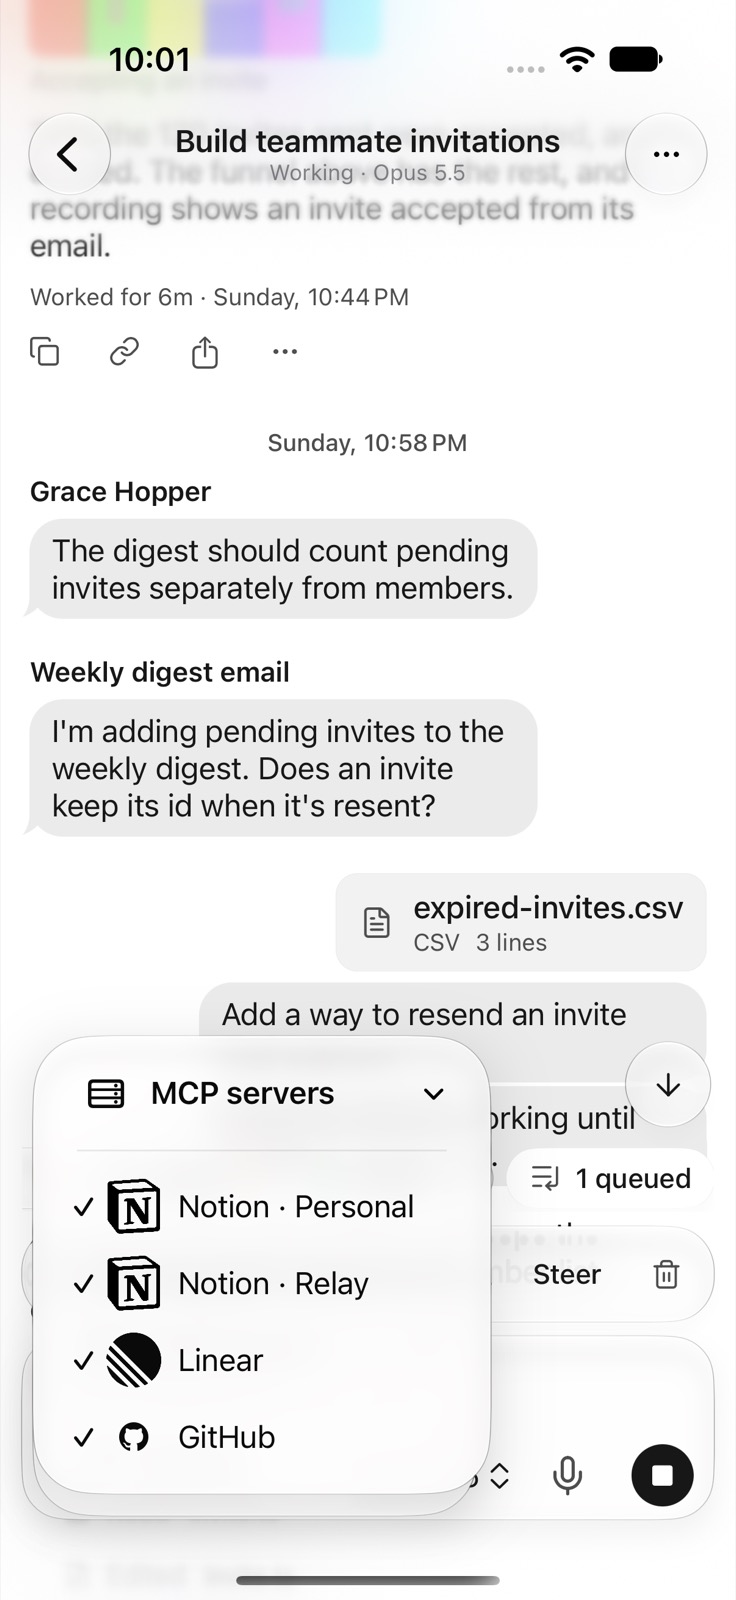 10:01
Build teammate invitations
Working · Opus 5.5
recording shows an invite accepted from its
email.
Worked for 6m · Sunday, 10:44 PM
Sunday, 10:58 PM
Grace Hopper
The digest should count pending
invites separately from members.
Weekly digest email
I'm adding pending invites to the
weekly digest. Does an invite
keep its id when it's resent?
expired-invites.csv
CSV 3 lines
Add a way to resend an invite
MCP servers
until
1 queued
Notion · Personal
Notion · Relay
Steer
Linear
GitHub